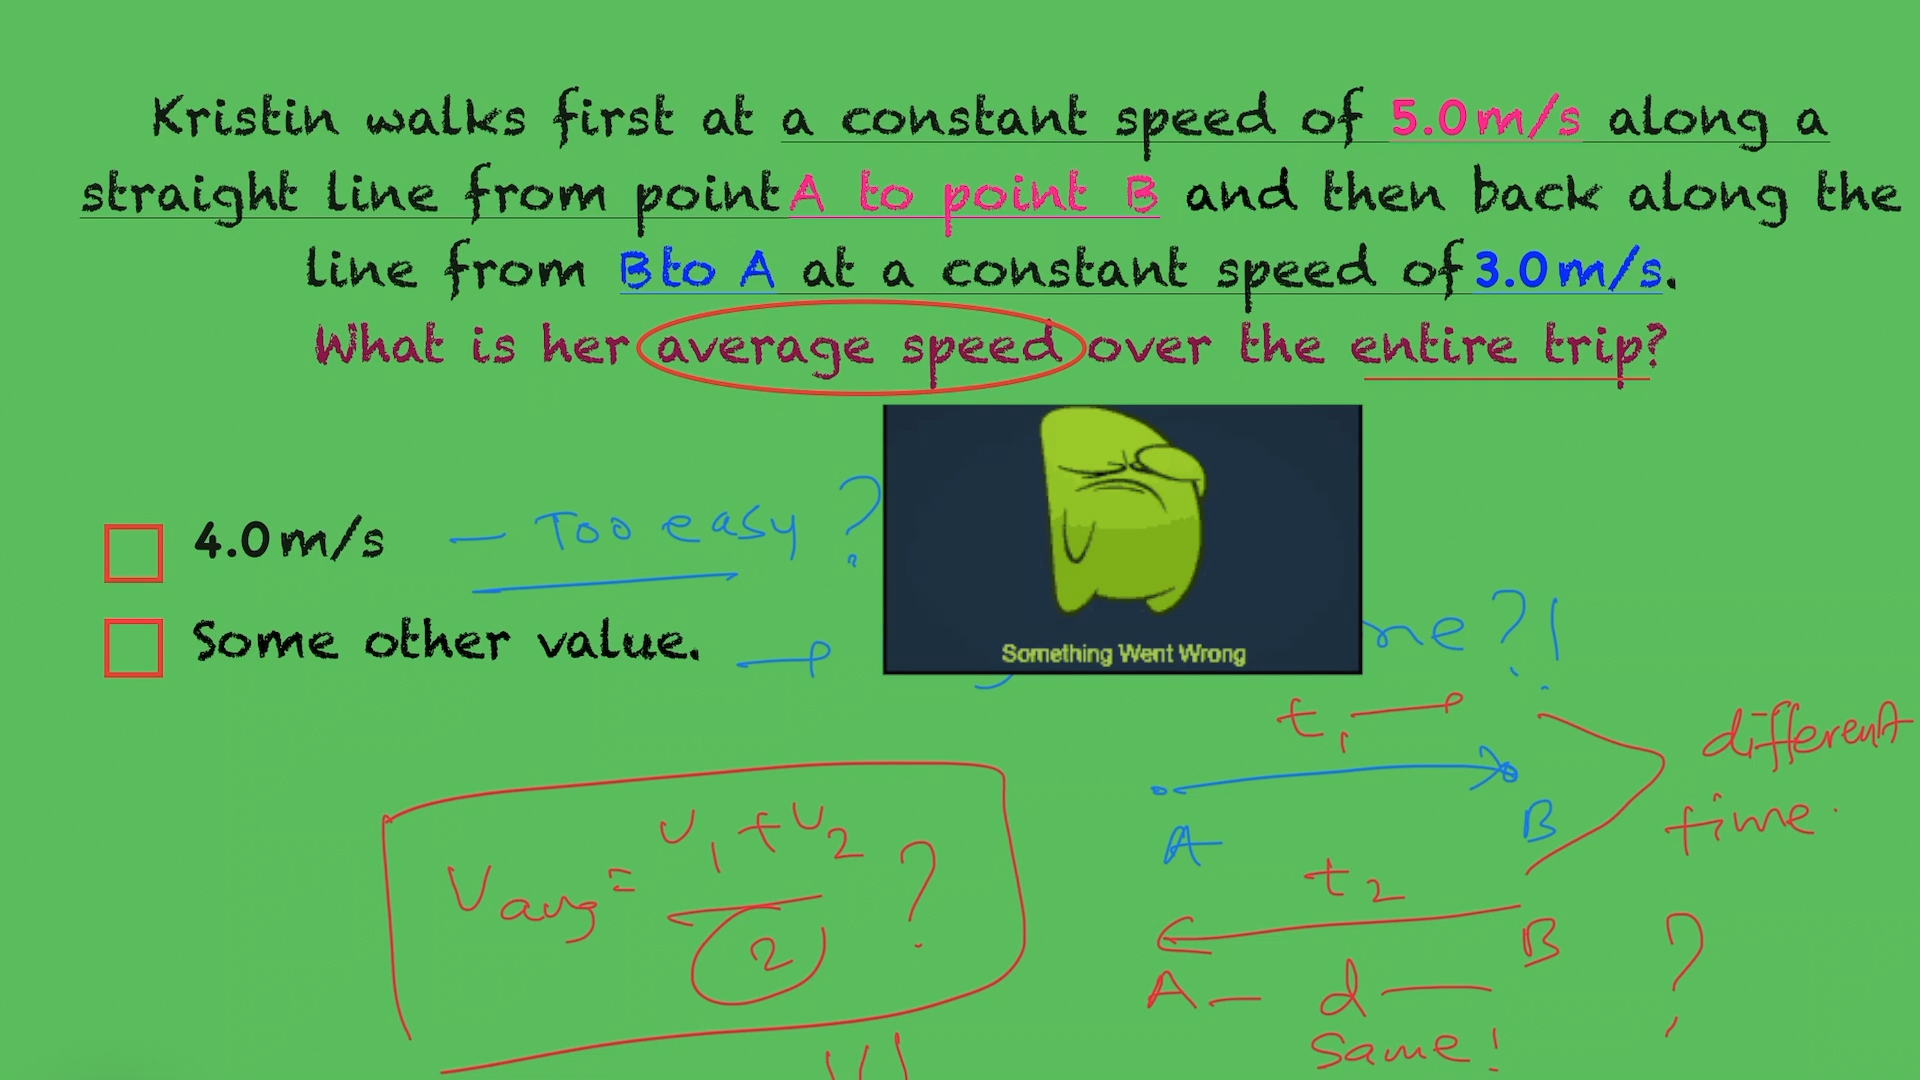 Kristin walks first at a constant speed of 5.0 m/s along a
straight line from point A to point B and then back along the
line from B to A at a constant speed of 3.0 m/s.
What is her average speed over the entire trip?
4.0 m/s — Too easy ?
Some other value.
me ?!
Something Went Wrong
t1
different
time.
A B
Vavg = V1 + V2 / 2 ?
t2
A B
d
?
same!